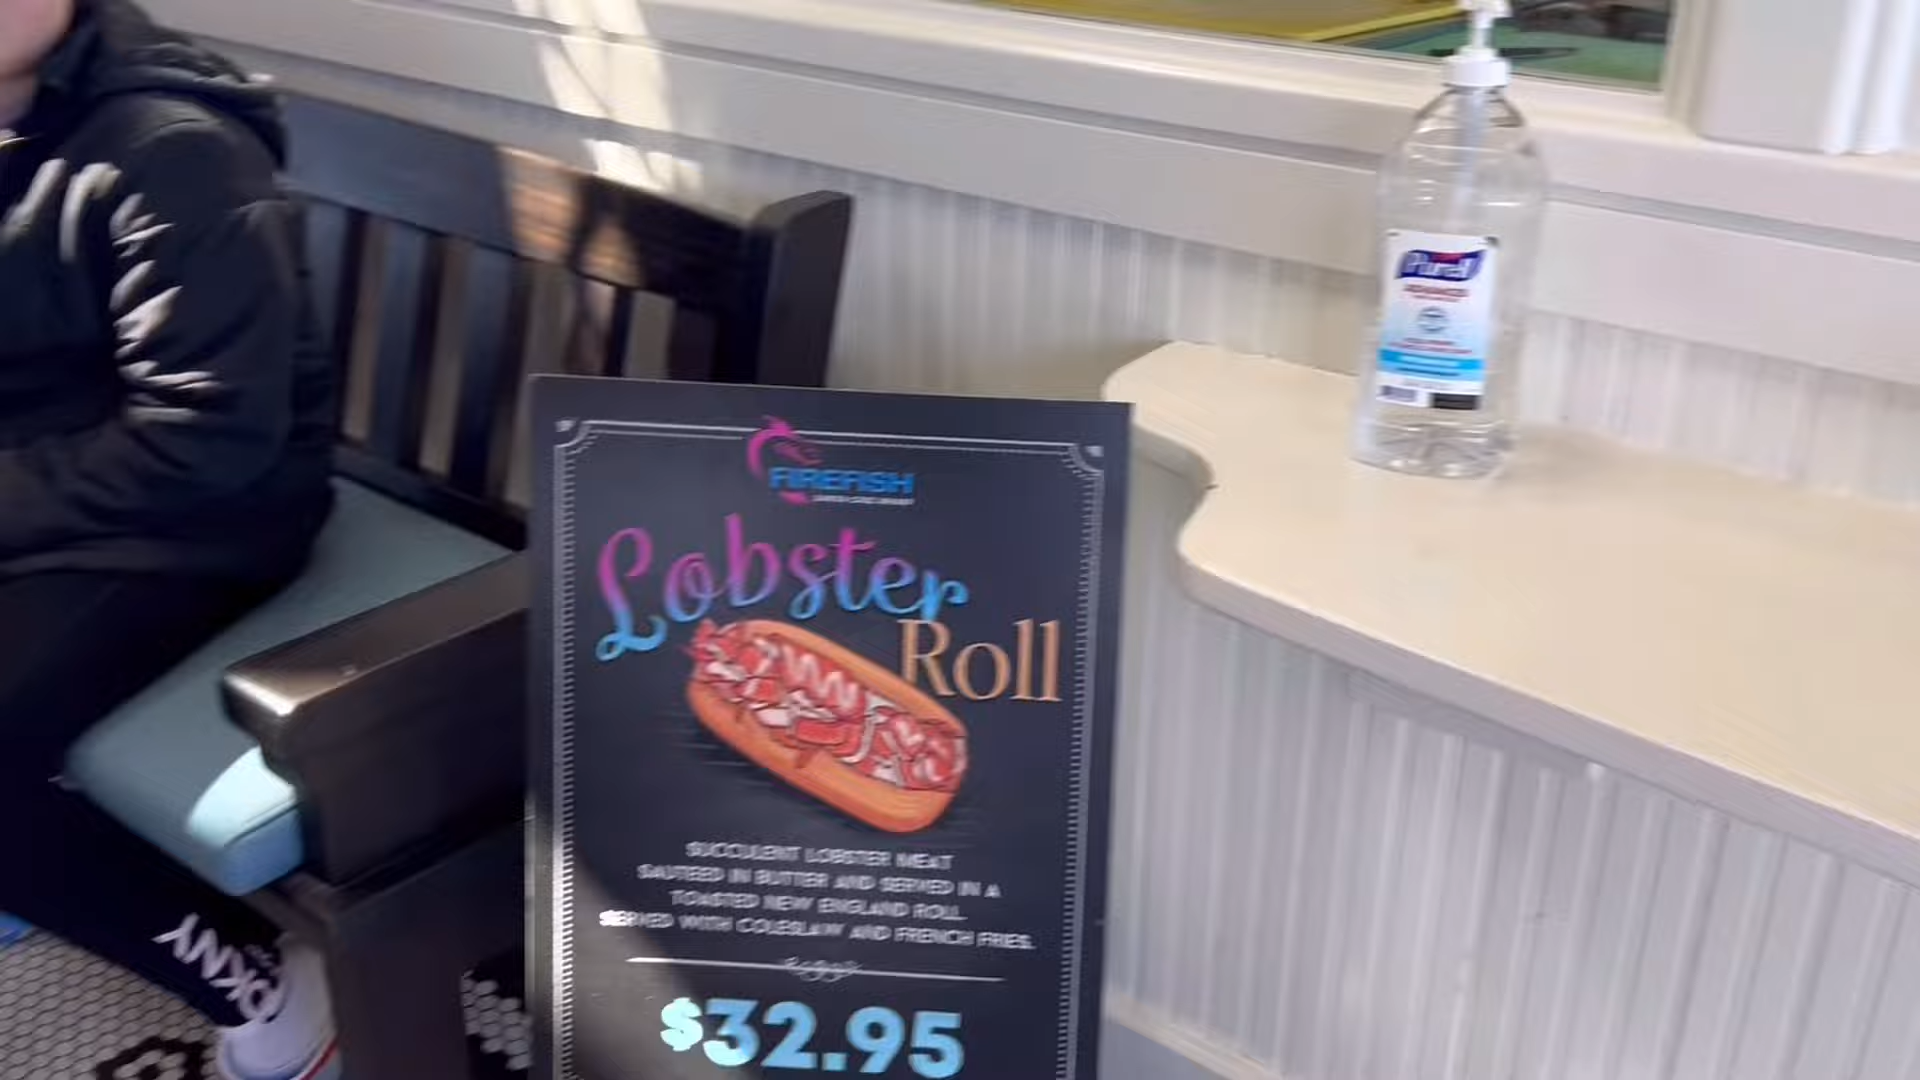 Purell
ADVANCED
FIREFISH
Lobster
Roll
SUCCULENT LOBSTER MEAT
SAUTEED IN BUTTER AND SERVED IN A
TOASTED NEW ENGLAND ROLL.
SERVED WITH COLESLAW AND FRENCH FRIES.
$32.95
DKNY